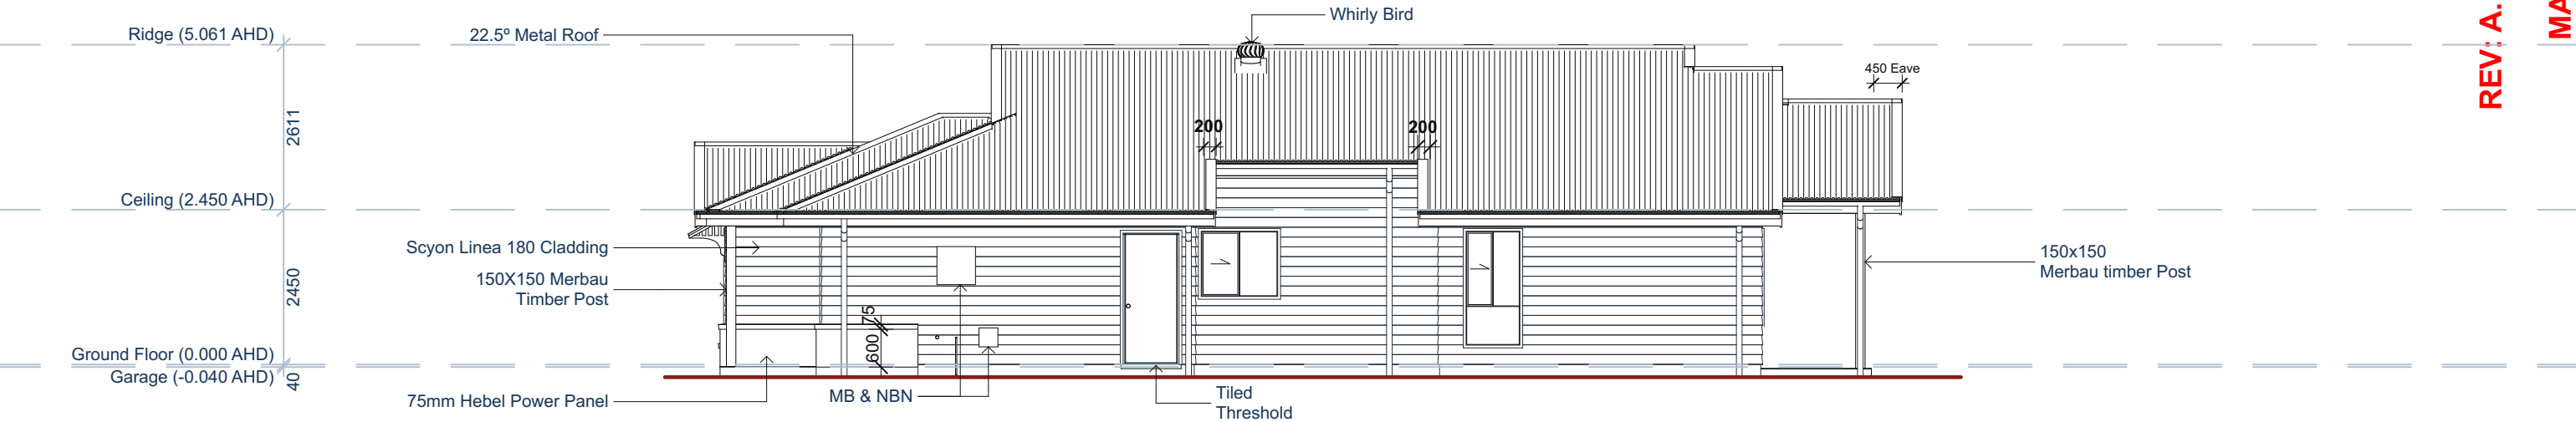 Whirly Bird
Ridge (5.061 AHD)
22.5º Metal Roof
450 Eave
REV. A.
MA
2611
200
200
Ceiling (2.450 AHD)
Scyon Linea 180 Cladding
150X150 Merbau
Timber Post
150x150
Merbau timber Post
2450
75
600
Ground Floor (0.000 AHD)
Garage (-0.040 AHD)
40
75mm Hebel Power Panel
MB & NBN
Tiled
Threshold